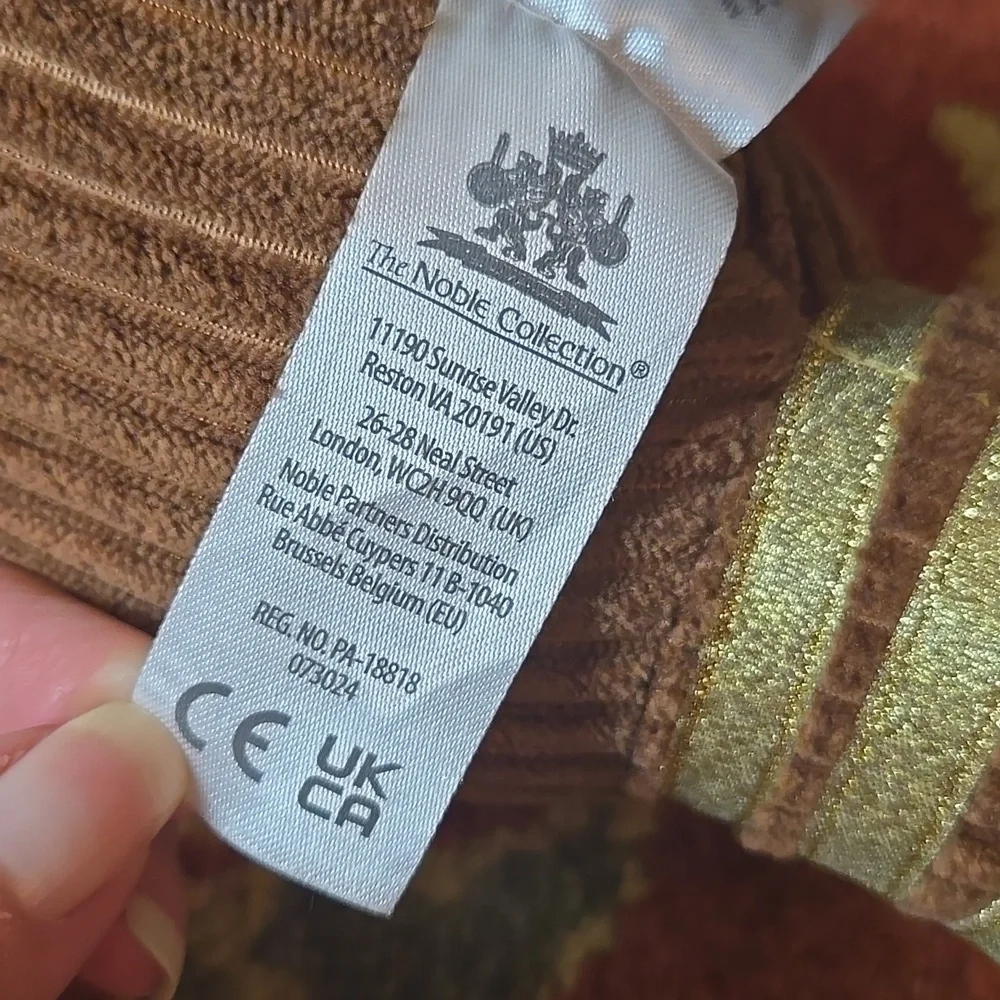 The Noble Collection®
11190 Sunrise Valley Dr.
Reston VA 20191 (US)
26-28 Neal Street
London, WC2H 9QQ (UK)
Noble Partners Distribution
Rue Abbé Cuypers 11 B-1040
Brussels Belgium (EU)
REG. NO. PA-18818
073024
CE
UK
CA